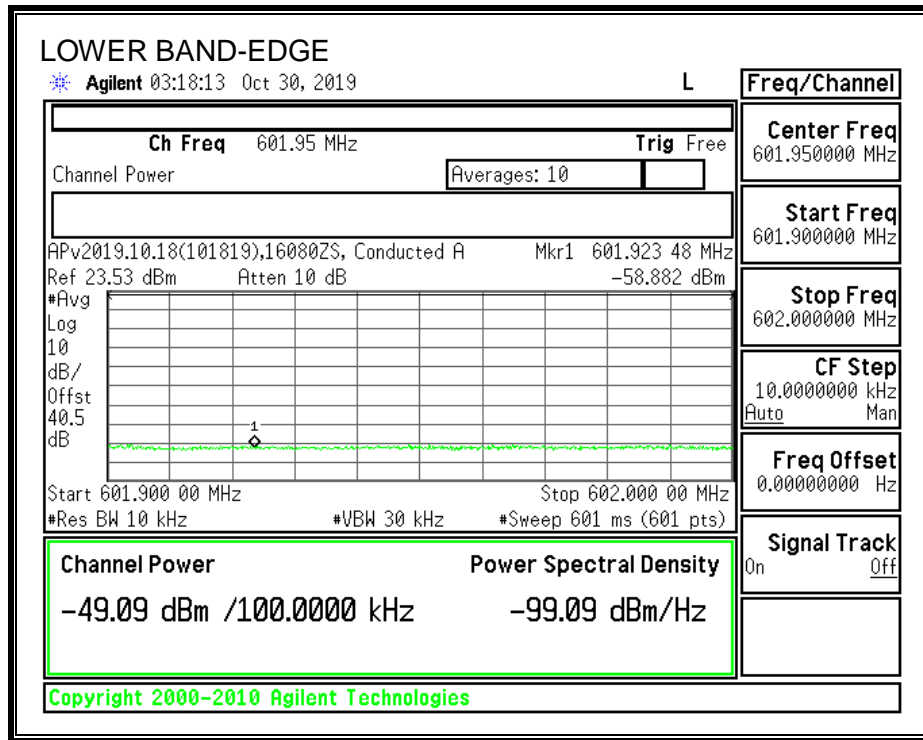 LOWER BAND-EDGE
Agilent 03:18:13 Oct 30, 2019 L
Ch Freq 601.95 MHz Trig Free
Channel Power Averages: 10
APv2019.10.18(101819),16080ZS, Conducted A Mkr1 601.923 48 MHz
Ref 23.53 dBm Atten 10 dB -58.882 dBm
#Avg
Log
10
dB/
Offst
40.5
dB
1
Start 601.900 00 MHz Stop 602.000 00 MHz
#Res BW 10 kHz #VBW 30 kHz #Sweep 601 ms (601 pts)
Channel Power Power Spectral Density
-49.09 dBm /100.0000 kHz -99.09 dBm/Hz
Copyright 2000-2010 Agilent Technologies
Freq/Channel
Center Freq
601.950000 MHz
Start Freq
601.900000 MHz
Stop Freq
602.000000 MHz
CF Step
10.0000000 kHz
Auto Man
Freq Offset
0.00000000 Hz
Signal Track
On Off